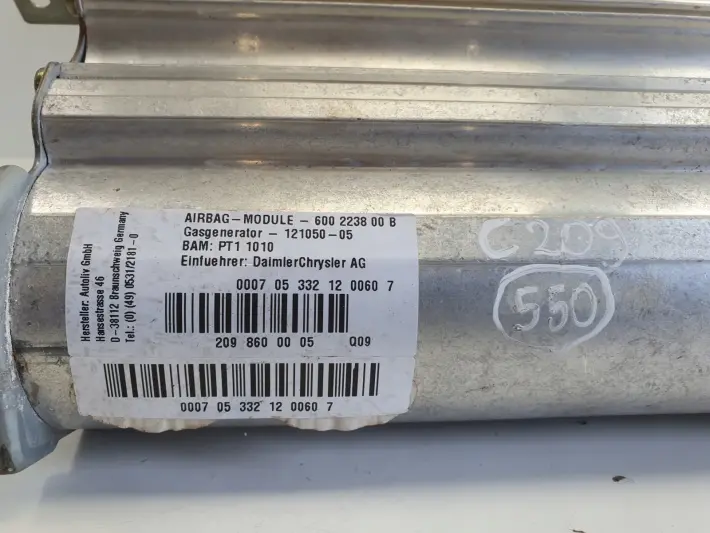 AIRBAG-MODULE - 600 2238 00 B
Gasgenerator - 121050-05
BAM: PT1 1010
Einfuehrer: DaimlerChrysler AG
Hersteller: Autoliv GmbH
Hansestrasse 46
D-38112 Braunschweig Germany
Tel.: (0) (49) 0531/2181-0
0007 05 332 12 0060 7
209 860 00 05 Q09
0007 05 332 12 0060 7
C209
550